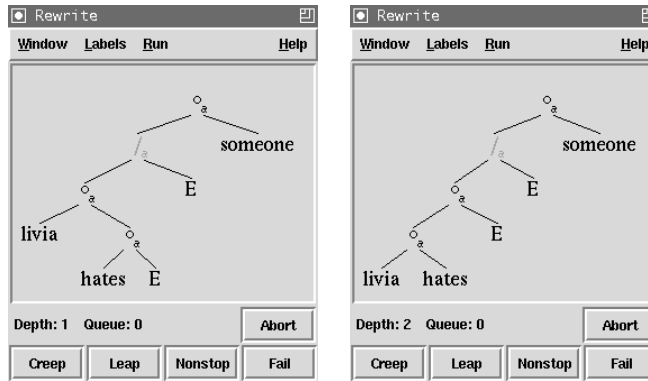 Rewrite
Window Labels Run Help
o a
someone
/ a
o a
E
livia
o a
hates E
Depth: 1 Queue: 0 Abort
Creep Leap Nonstop Fail
Rewrite
Window Labels Run Help
o a
someone
/ a
o a
E
o a
E
livia hates
Depth: 2 Queue: 0 Abort
Creep Leap Nonstop Fail